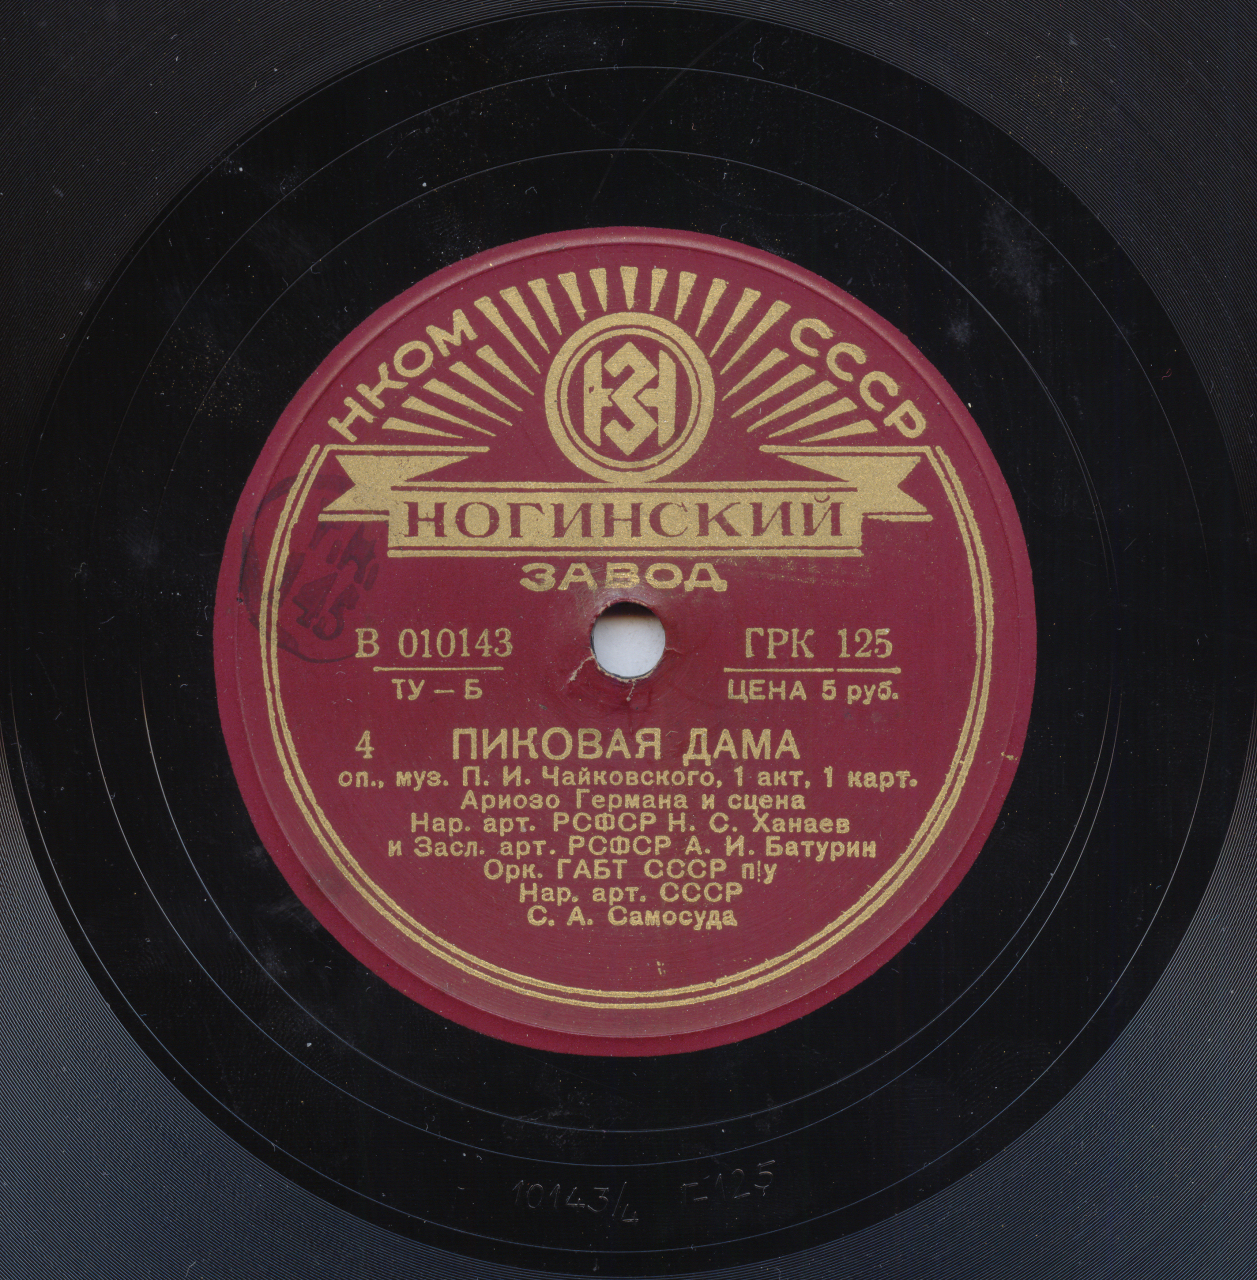 НКОМ СССР
НЗ
НОГИНСКИЙ
ЗАВОД
В 010143 ГРК 125
ТУ – Б ЦЕНА 5 руб.
4 ПИКОВАЯ ДАМА
оп., муз. П. И. Чайковского, 1 акт, 1 карт.
Ариозо Германа и сцена
Нар. арт. РСФСР Н. С. Ханаев
и Засл. арт. РСФСР А. И. Батурин
Орк. ГАБТ СССР п/у
Нар. арт. СССР
С. А. Самосуда
10143/4 Г-125